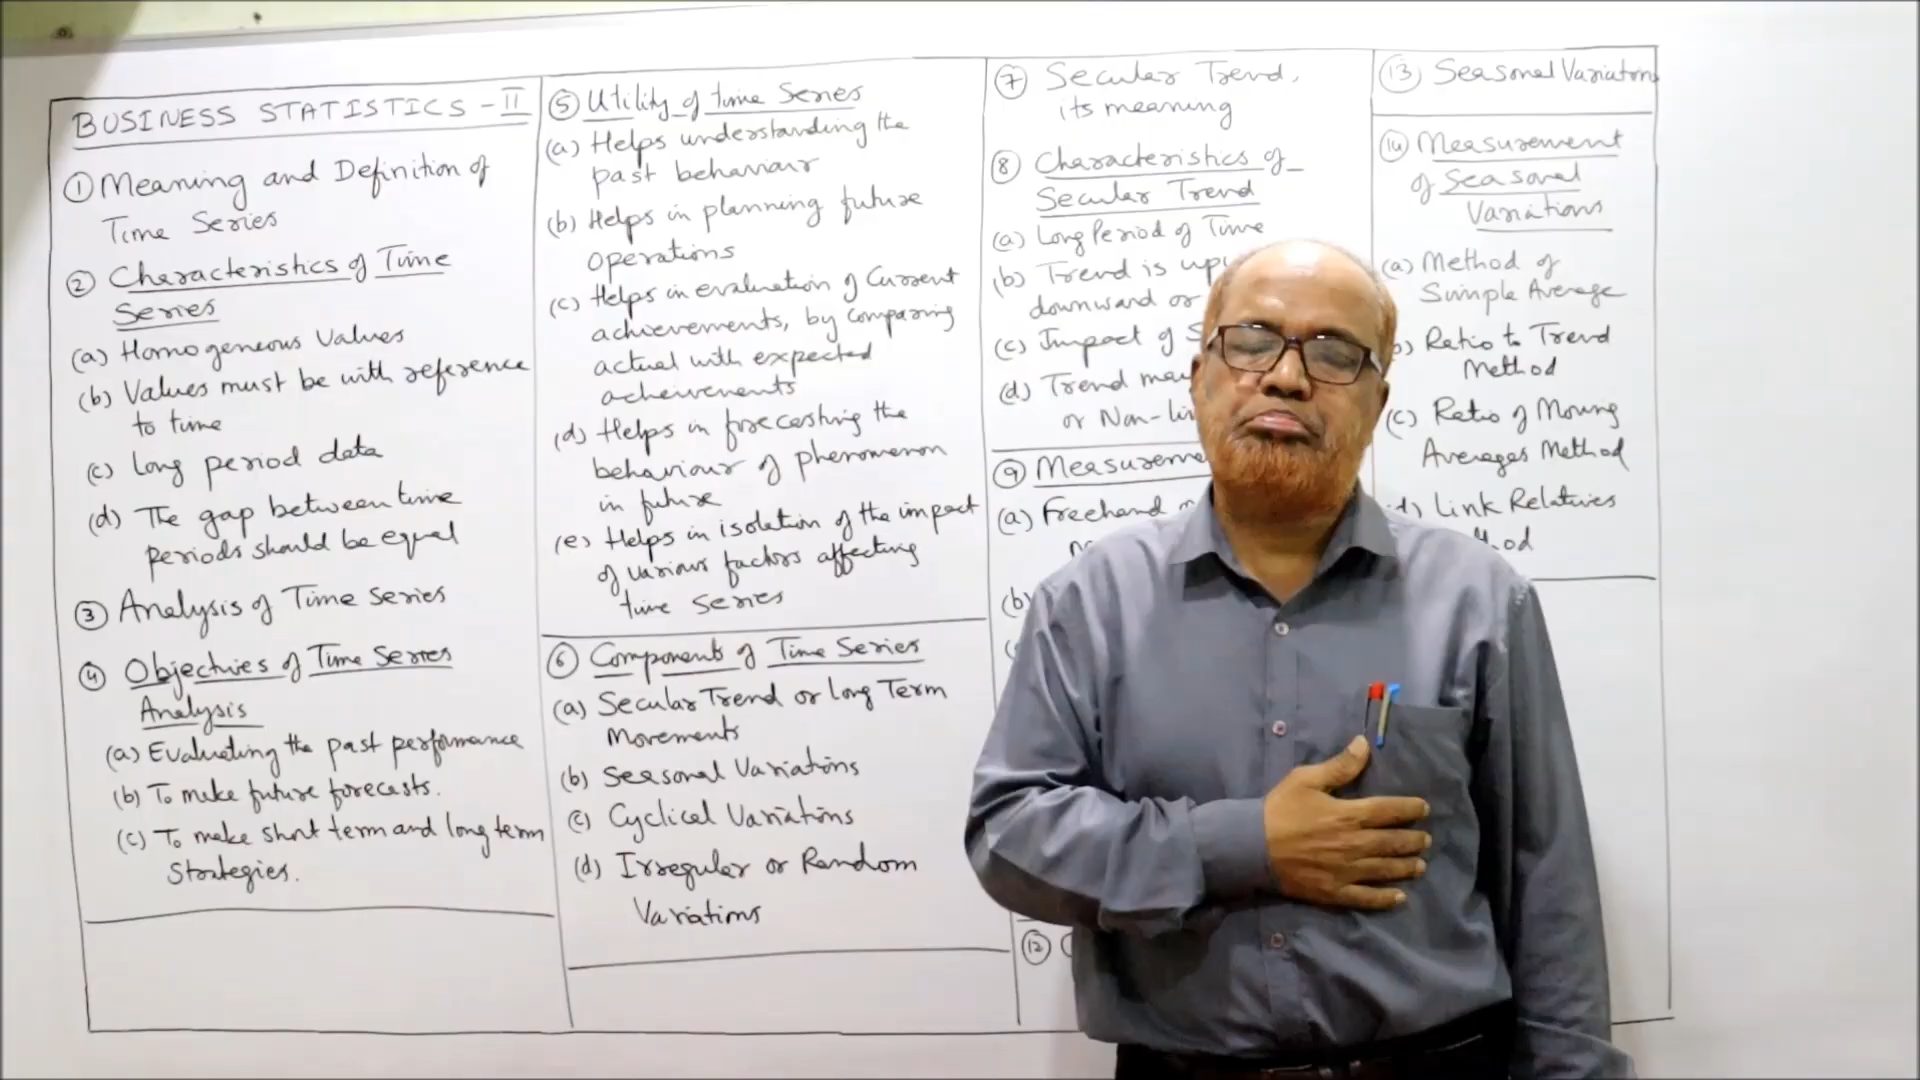 BUSINESS STATISTICS - II
① Meaning and Definition of
Time Series
② Characteristics of Time
Series
(a) Homogeneous Values
(b) Values must be with reference
to time
(c) Long period data
(d) The gap between time
periods should be equal
③ Analysis of Time Series
④ Objectives of Time Series
Analysis
(a) Evaluating the past performance
(b) To make future forecasts.
(c) To make short term and long term
Strategies.
⑤ Utility of time Series
(a) Helps understanding the
past behaviour
(b) Helps in planning future
operations
(c) Helps in evaluation of Current
achievements, by comparing
actual with expected
acheivements
(d) Helps in forecasting the
behaviour of phenomenon
in future
(e) Helps in isolation of the impact
of various factors affecting
time series
⑥ Components of Time Series
(a) Secular Trend or Long Term
Movements
(b) Seasonal Variations
(c) Cyclical Variations
(d) Irregular or Random
Variations
⑦ Secular Trend,
its meaning
⑧ Characteristics of
Secular Trend
(a) Long Period of Time
(b) Trend is
downward or
(c) Impact of
(d) Trend
or
⑨
(a) Freehand
(b)
⑫
⑬ Seasonal Variations
⑭ Measurement
of Seasonal
Variations
(a) Method of
Simple Average
Ratio to Trend
Method
(c) Ratio of Moving
Averages Method
Link Relatives